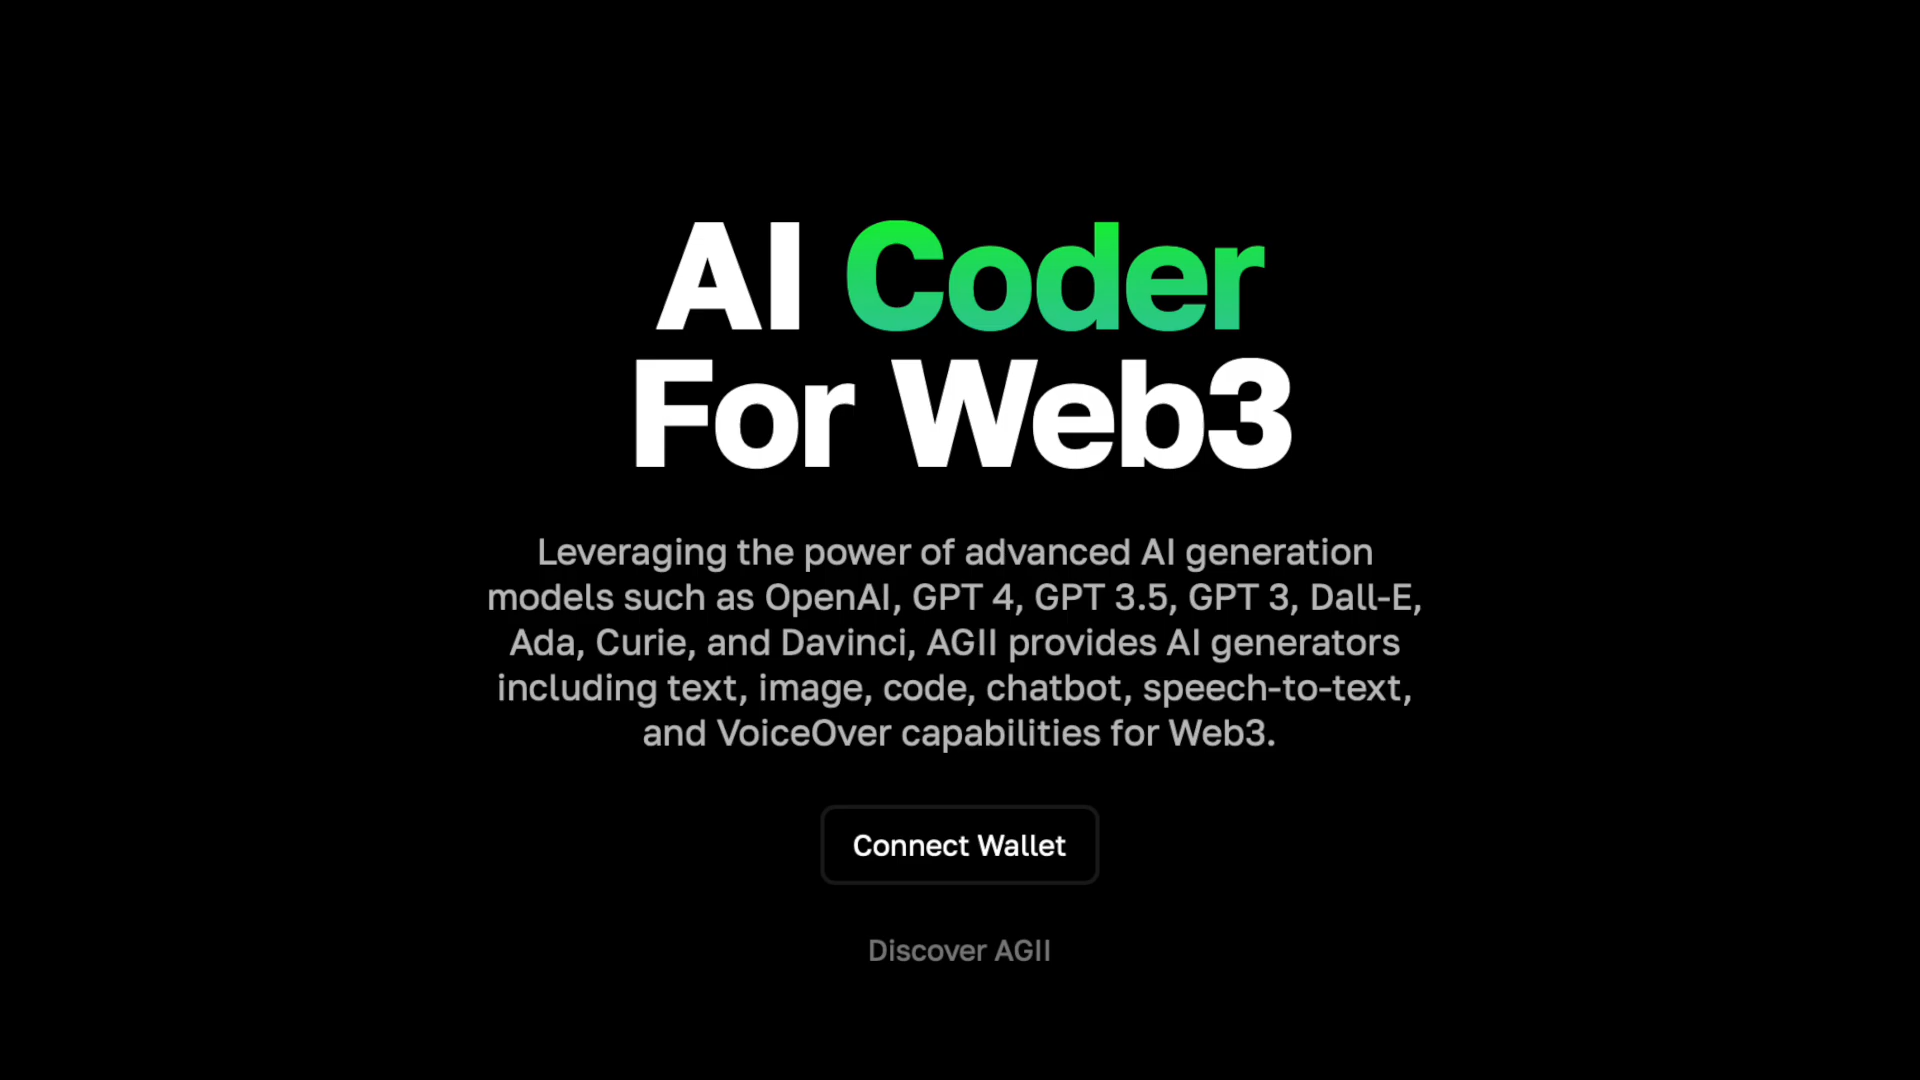 AI Coder
For Web3
Leveraging the power of advanced AI generation
models such as OpenAI, GPT 4, GPT 3.5, GPT 3, Dall-E,
Ada, Curie, and Davinci, AGII provides AI generators
including text, image, code, chatbot, speech-to-text,
and VoiceOver capabilities for Web3.
Connect Wallet
Discover AGII